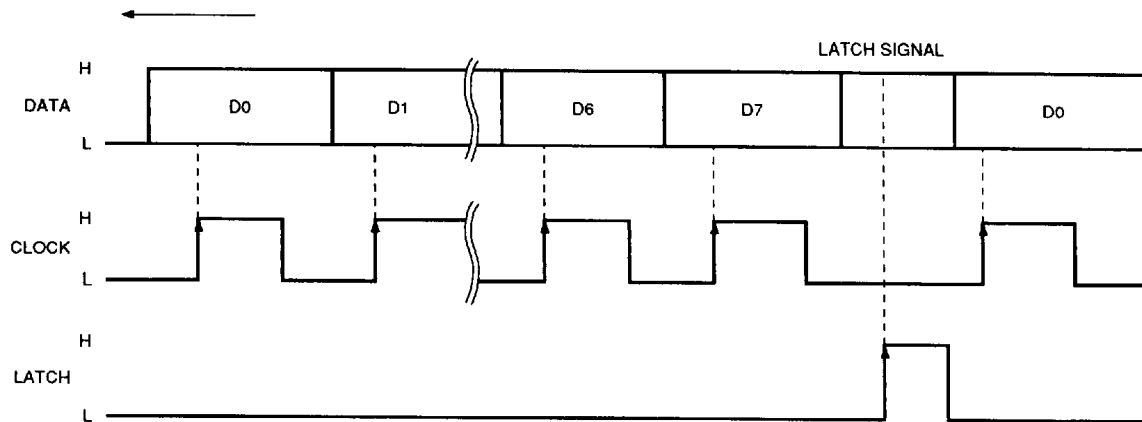 LATCH SIGNAL
H
DATA
D0
D1
D6
D7
D0
L
H
CLOCK
L
H
LATCH
L